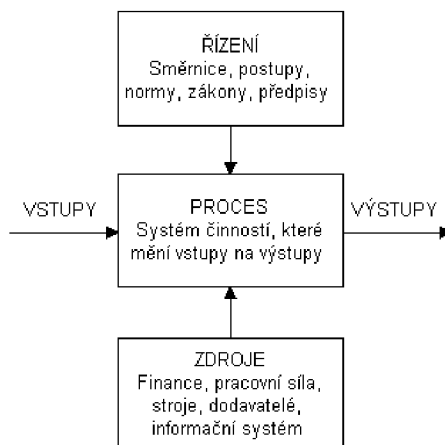 ŘÍZENÍ
Směrnice, postupy,
normy, zákony, předpisy
VSTUPY
PROCES
Systém činností, které
mění vstupy na výstupy
VÝSTUPY
ZDROJE
Finance, pracovní síla,
stroje, dodavatelé,
informační systém